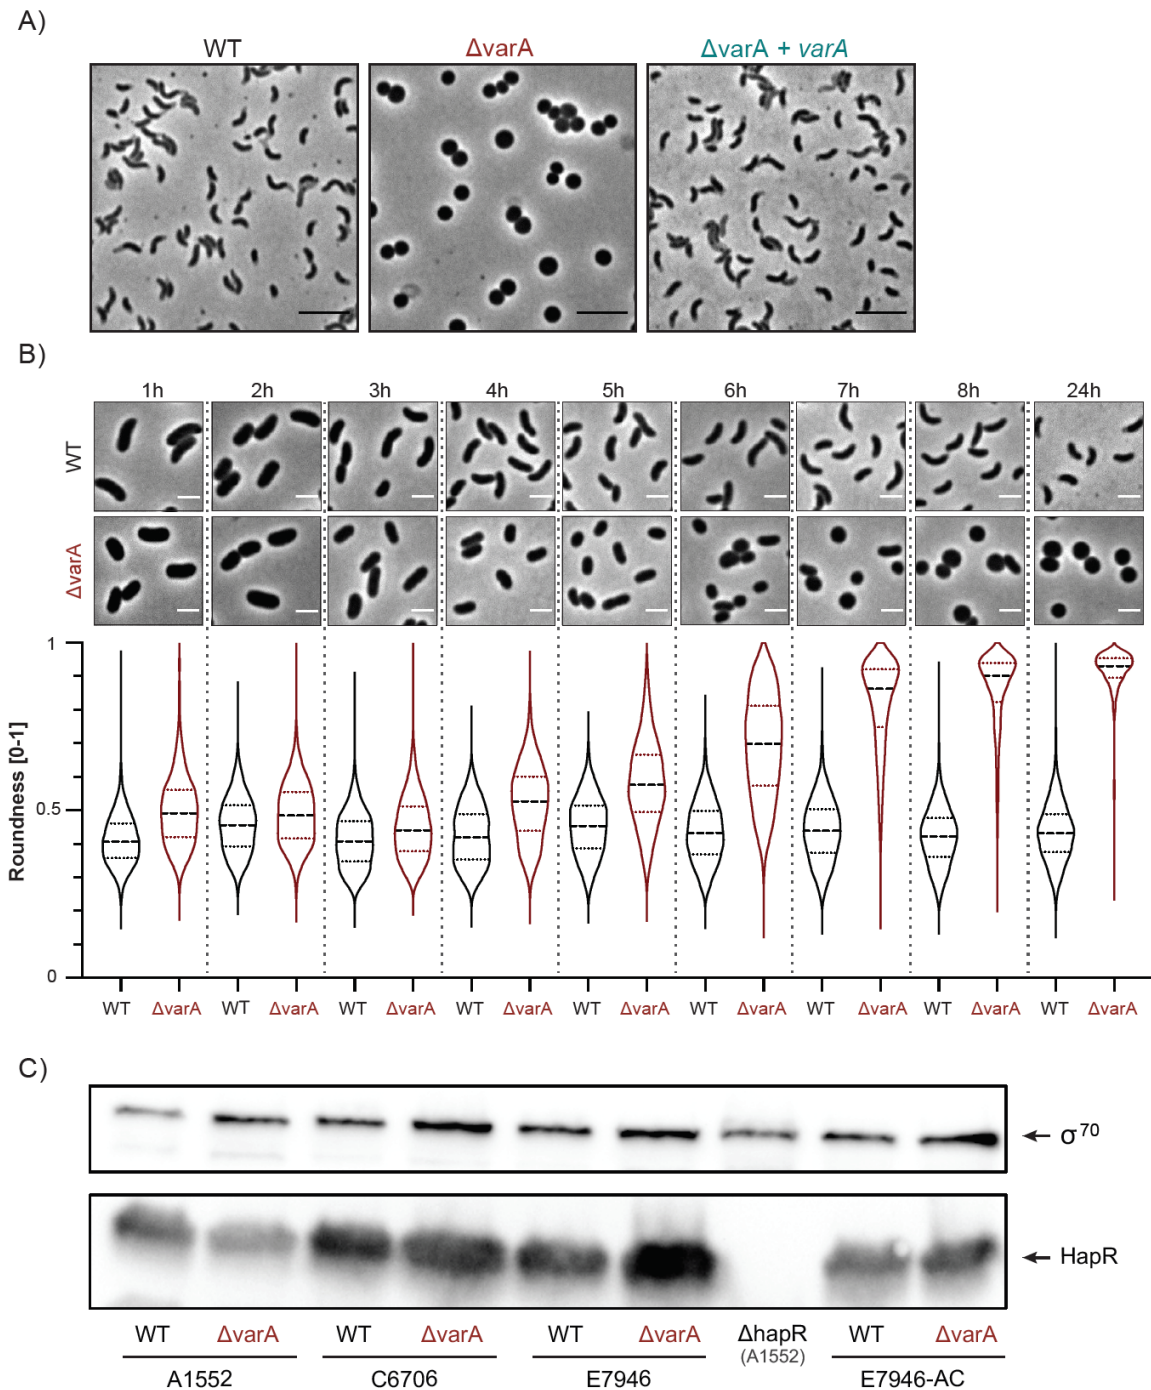 A)
WT
ΔvarA
ΔvarA + varA
B)
1h 2h 3h 4h 5h 6h 7h 8h 24h
WT
ΔvarA
1
0.5
0
Roundness [0-1]
WT ΔvarA WT ΔvarA WT ΔvarA WT ΔvarA WT ΔvarA WT ΔvarA WT ΔvarA WT ΔvarA WT ΔvarA
C)
σ⁷⁰
HapR
WT ΔvarA WT ΔvarA WT ΔvarA ΔhapR WT ΔvarA
(A1552)
A1552 C6706 E7946 E7946-AC